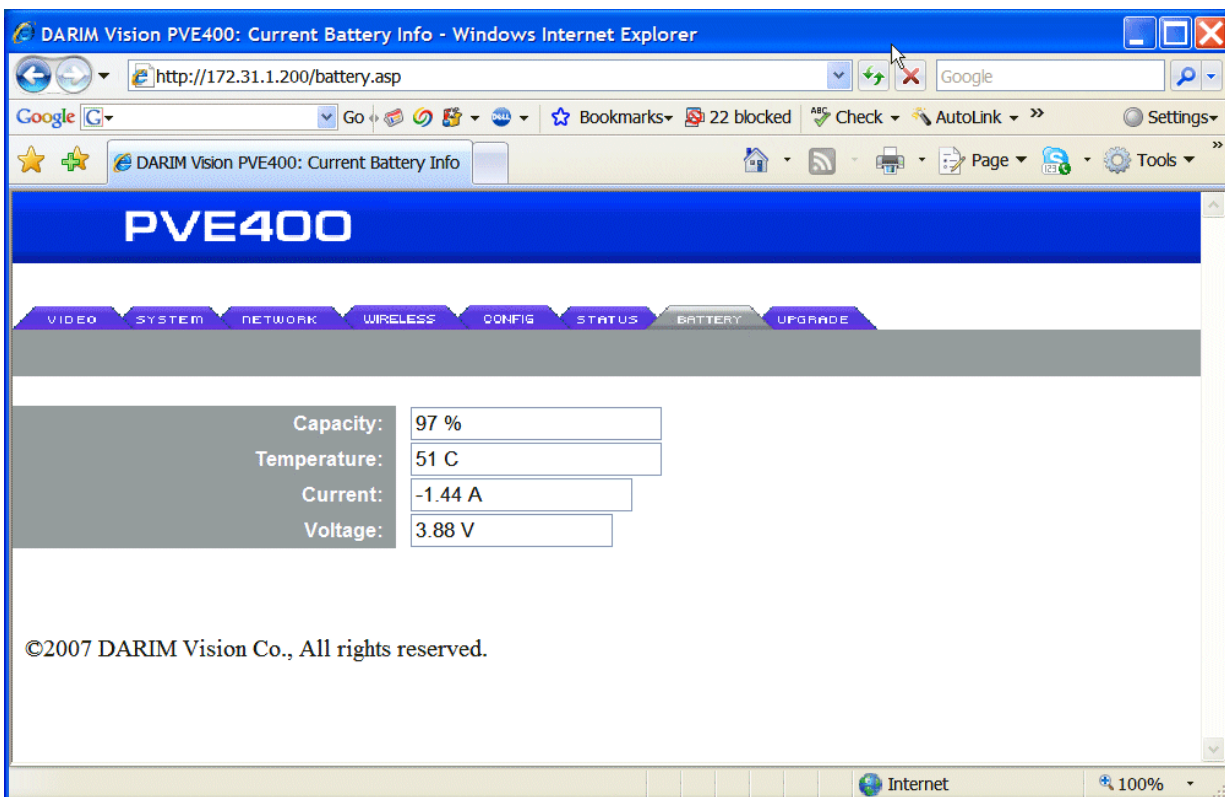 DARIM Vision PVE400: Current Battery Info - Windows Internet Explorer
http://172.31.1.200/battery.asp Google
Google G Go Bookmarks 22 blocked ABC Check AutoLink » Settings
DARIM Vision PVE400: Current Battery Info Page 123 Tools »
PVE400
VIDEO SYSTEM NETWORK WIRELESS CONFIG STATUS BATTERY UPGRADE
Capacity: 97 %
Temperature: 51 C
Current: -1.44 A
Voltage: 3.88 V
©2007 DARIM Vision Co., All rights reserved.
Internet 100%